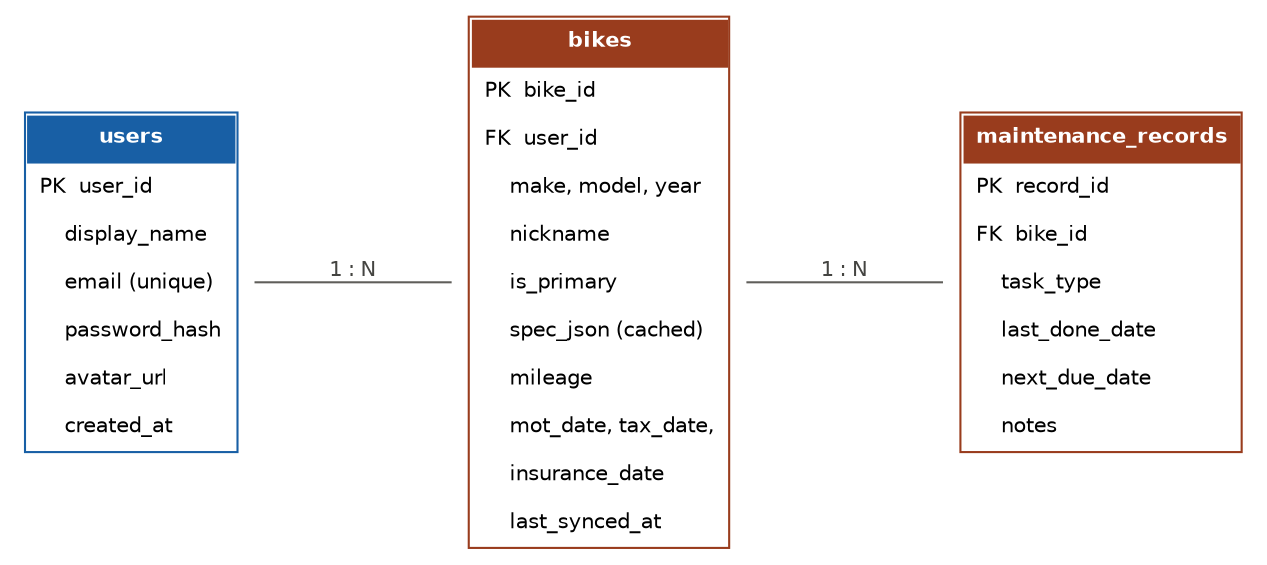 users
PK user_id
display_name
email (unique)
password_hash
avatar_url
created_at
1 : N
bikes
PK bike_id
FK user_id
make, model, year
nickname
is_primary
spec_json (cached)
mileage
mot_date, tax_date,
insurance_date
last_synced_at
1 : N
maintenance_records
PK record_id
FK bike_id
task_type
last_done_date
next_due_date
notes